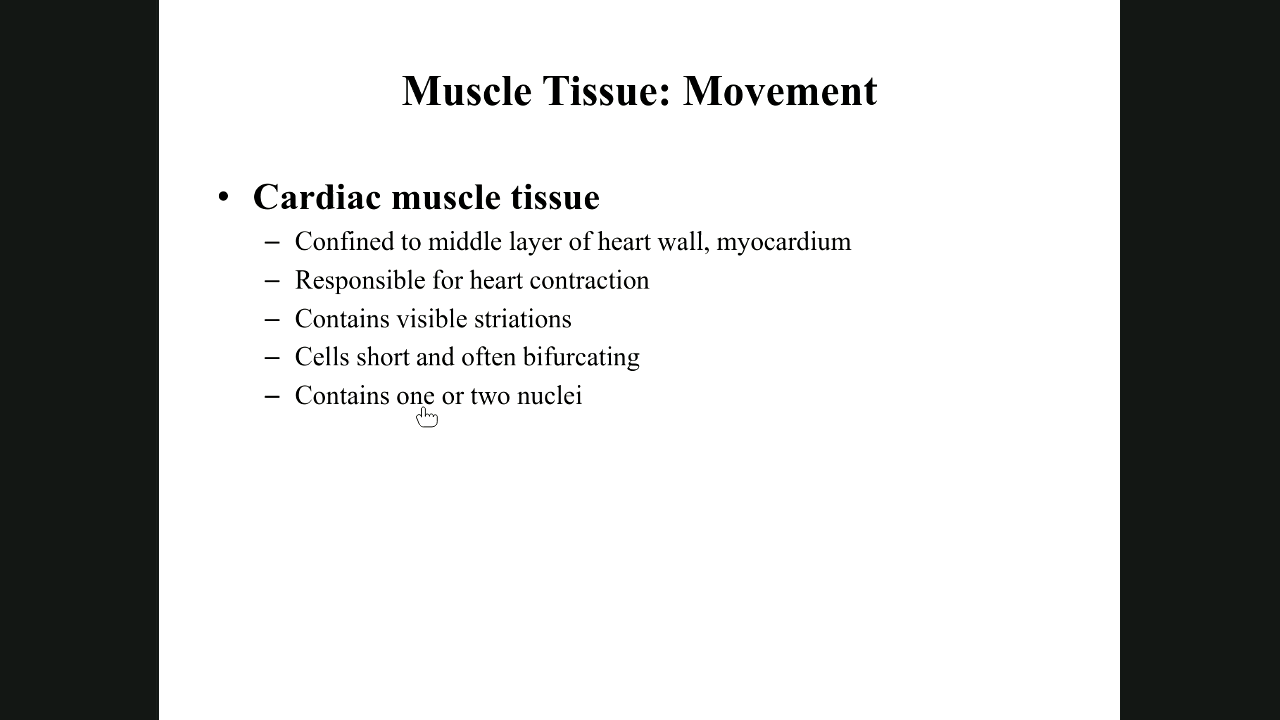 Muscle Tissue: Movement
• Cardiac muscle tissue
– Confined to middle layer of heart wall, myocardium
– Responsible for heart contraction
– Contains visible striations
– Cells short and often bifurcating
– Contains one or two nuclei